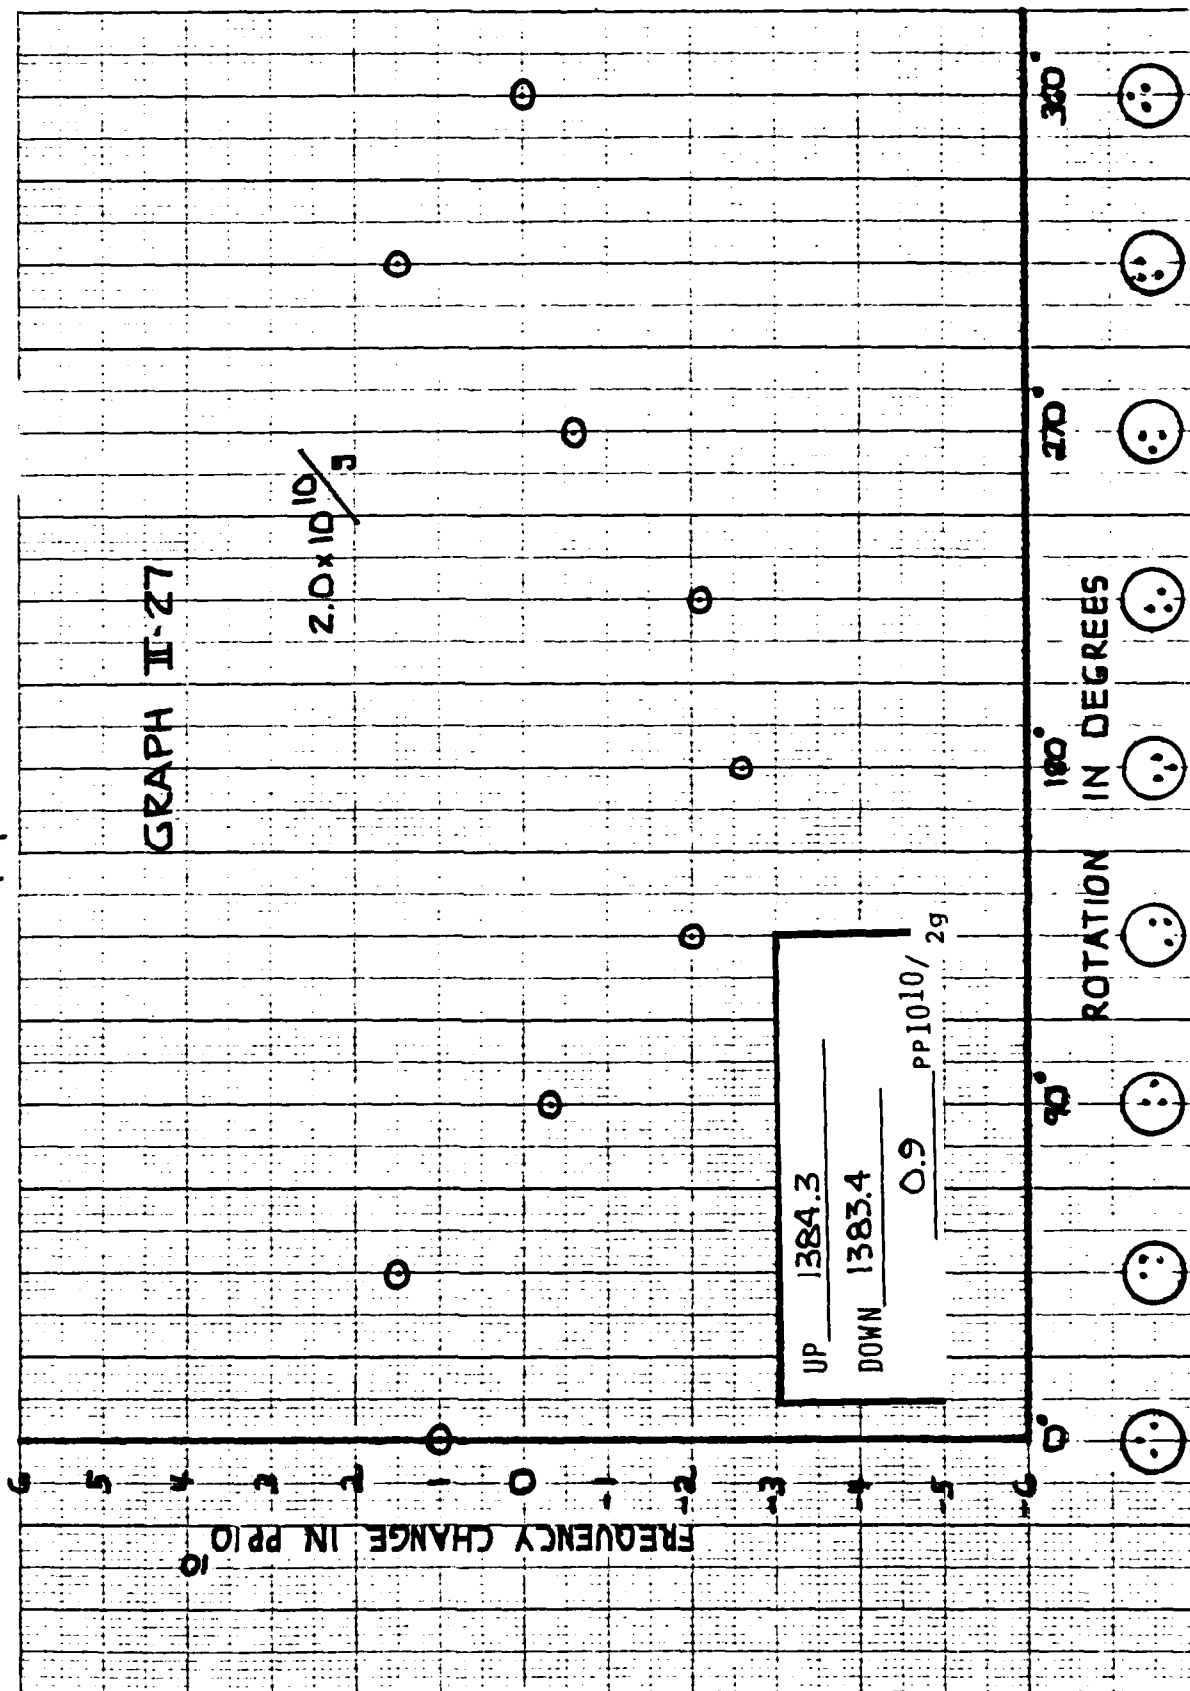 GRAPH II-27
2.0 x 10^10/g
FREQUENCY CHANGE IN PP10^10
6
5
4
3
2
1
0
-1
-2
-3
-4
-5
-6
UP 1384.3
DOWN 1383.4
0.9 PP1010/ 2g
0° 90° 180° 270° 360°
ROTATION IN DEGREES